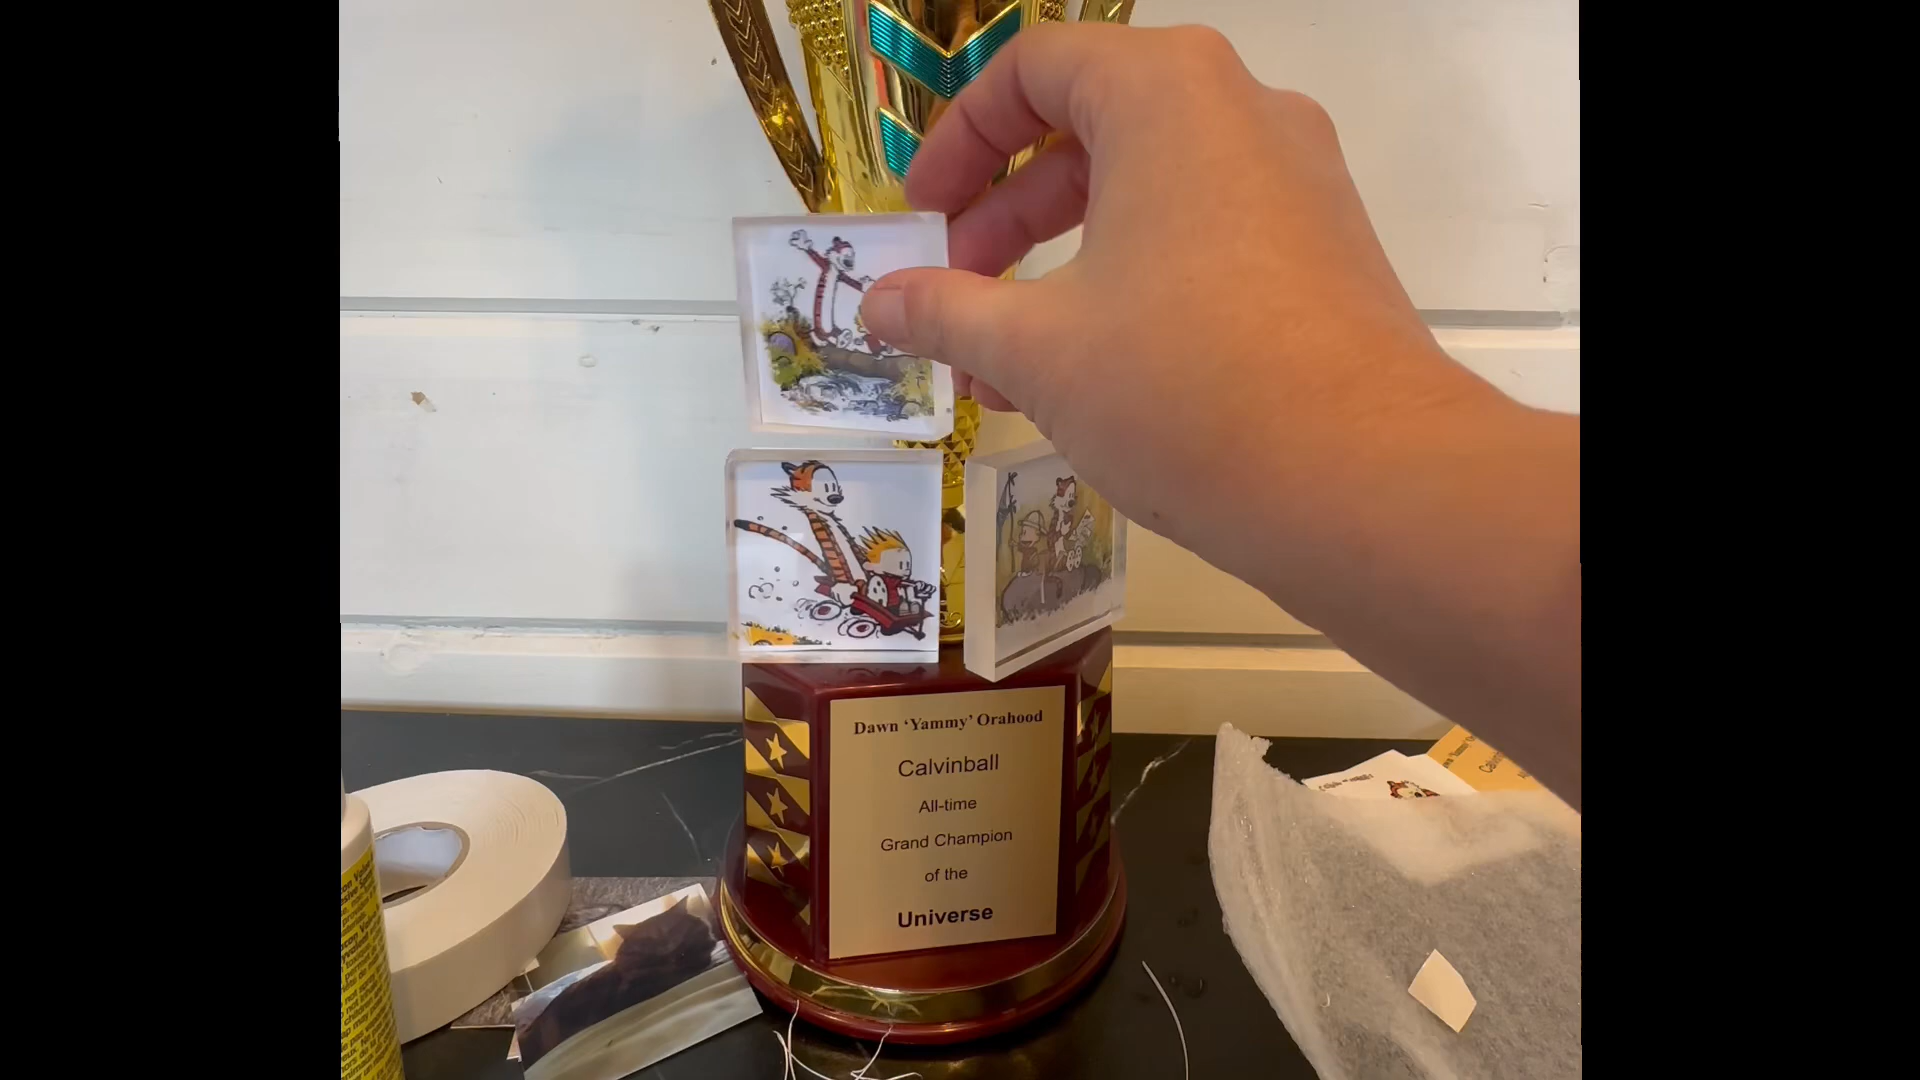 Dawn ‘Yammy’ Orahood
Calvinball
All-time
Grand Champion
of the
Universe